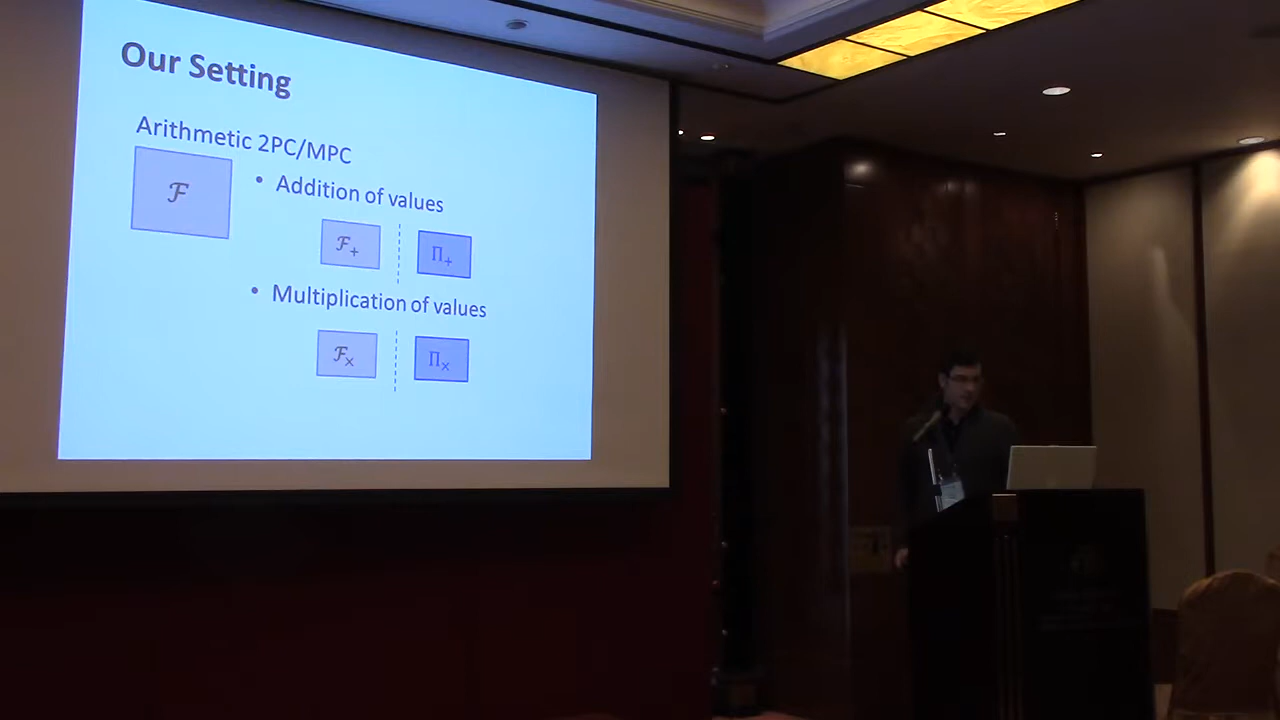 Our Setting
Arithmetic 2PC/MPC
ℱ
• Addition of values
ℱ₊ Π₊
• Multiplication of values
ℱₓ Πₓ